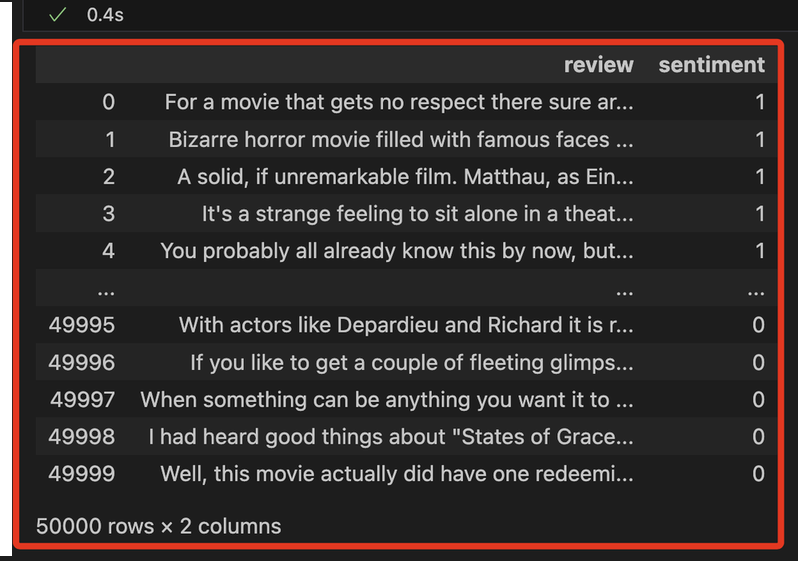 0.4s
review sentiment
0 For a movie that gets no respect there sure ar... 1
1 Bizarre horror movie filled with famous faces ... 1
2 A solid, if unremarkable film. Matthau, as Ein... 1
3 It's a strange feeling to sit alone in a theat... 1
4 You probably all already know this by now, but... 1
... ... ...
49995 With actors like Depardieu and Richard it is r... 0
49996 If you like to get a couple of fleeting glimps... 0
49997 When something can be anything you want it to ... 0
49998 I had heard good things about "States of Grace... 0
49999 Well, this movie actually did have one redeemi... 0
50000 rows × 2 columns